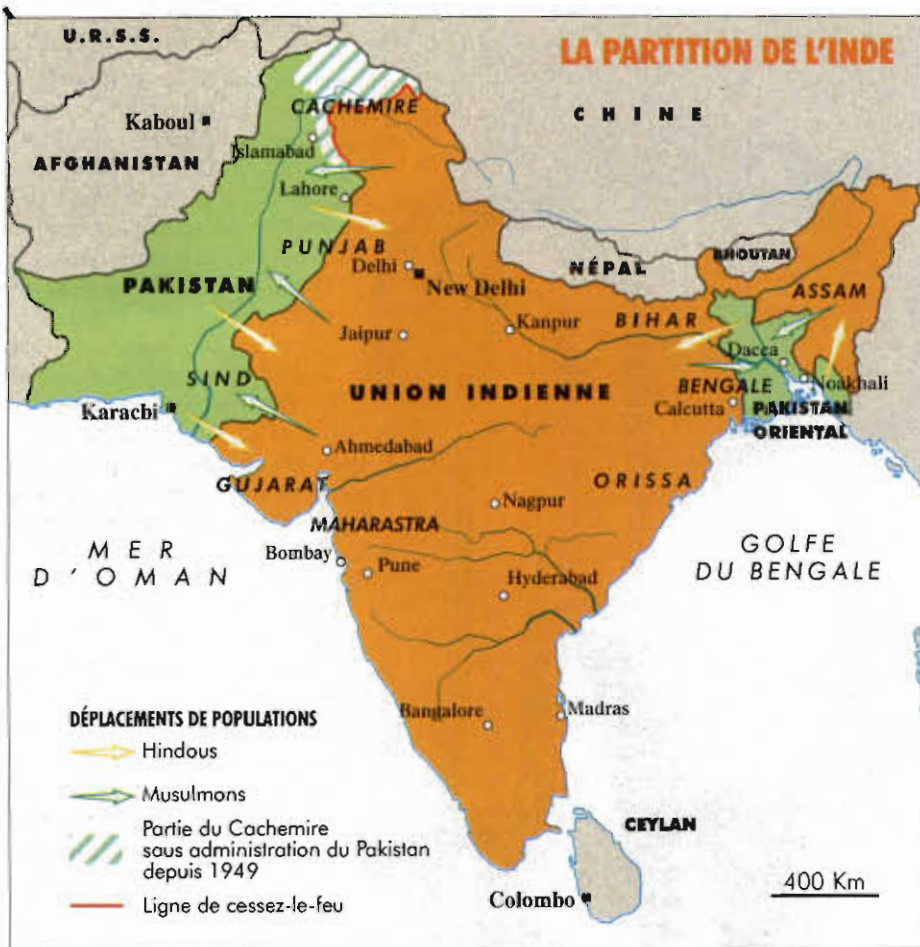 U.R.S.S.
LA PARTITION DE L'INDE
CACHEMIRE
CHINE
Kaboul
Islamabad
AFGHANISTAN
Lahore
PUNJAB
Delhi
NÉPAL
BHOUTAN
PAKISTAN
New Delhi
ASSAM
Jaipur
Kanpur
BIHAR
Dacca
SIND
UNION INDIENNE
BENGALE
Noakhali
Karachi
Calcutta
PAKISTAN
ORIENTAL
Ahmedabad
GUJARAT
ORISSA
Nagpur
MAHARASTRA
MER
D'OMAN
Bombay
GOLFE
DU BENGALE
Pune
Hyderabad
DÉPLACEMENTS DE POPULATIONS
Bangalore
Madras
Hindous
Musulmons
Partie du Cachemire
sous administration du Pakistan
depuis 1949
CEYLAN
Ligne de cessez-le-feu
Colombo
400 Km